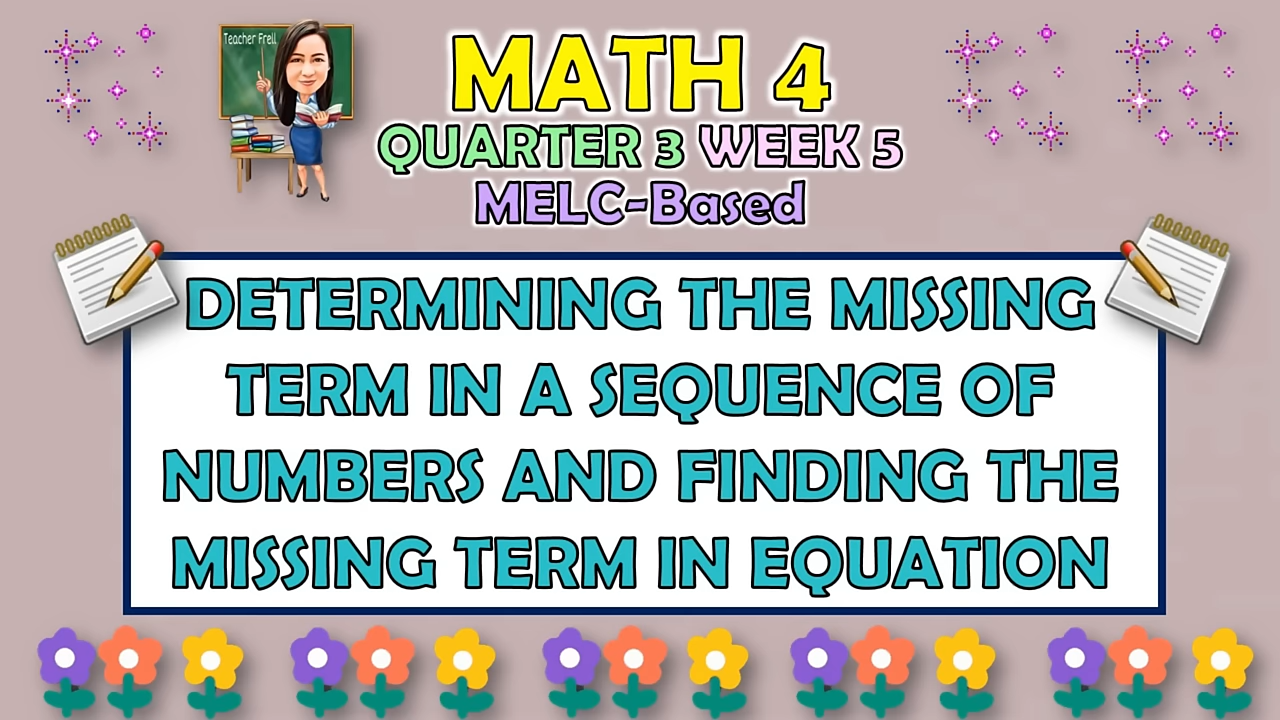 Teacher Frell
MATH 4
QUARTER 3 WEEK 5
MELC-Based
DETERMINING THE MISSING
TERM IN A SEQUENCE OF
NUMBERS AND FINDING THE
MISSING TERM IN EQUATION